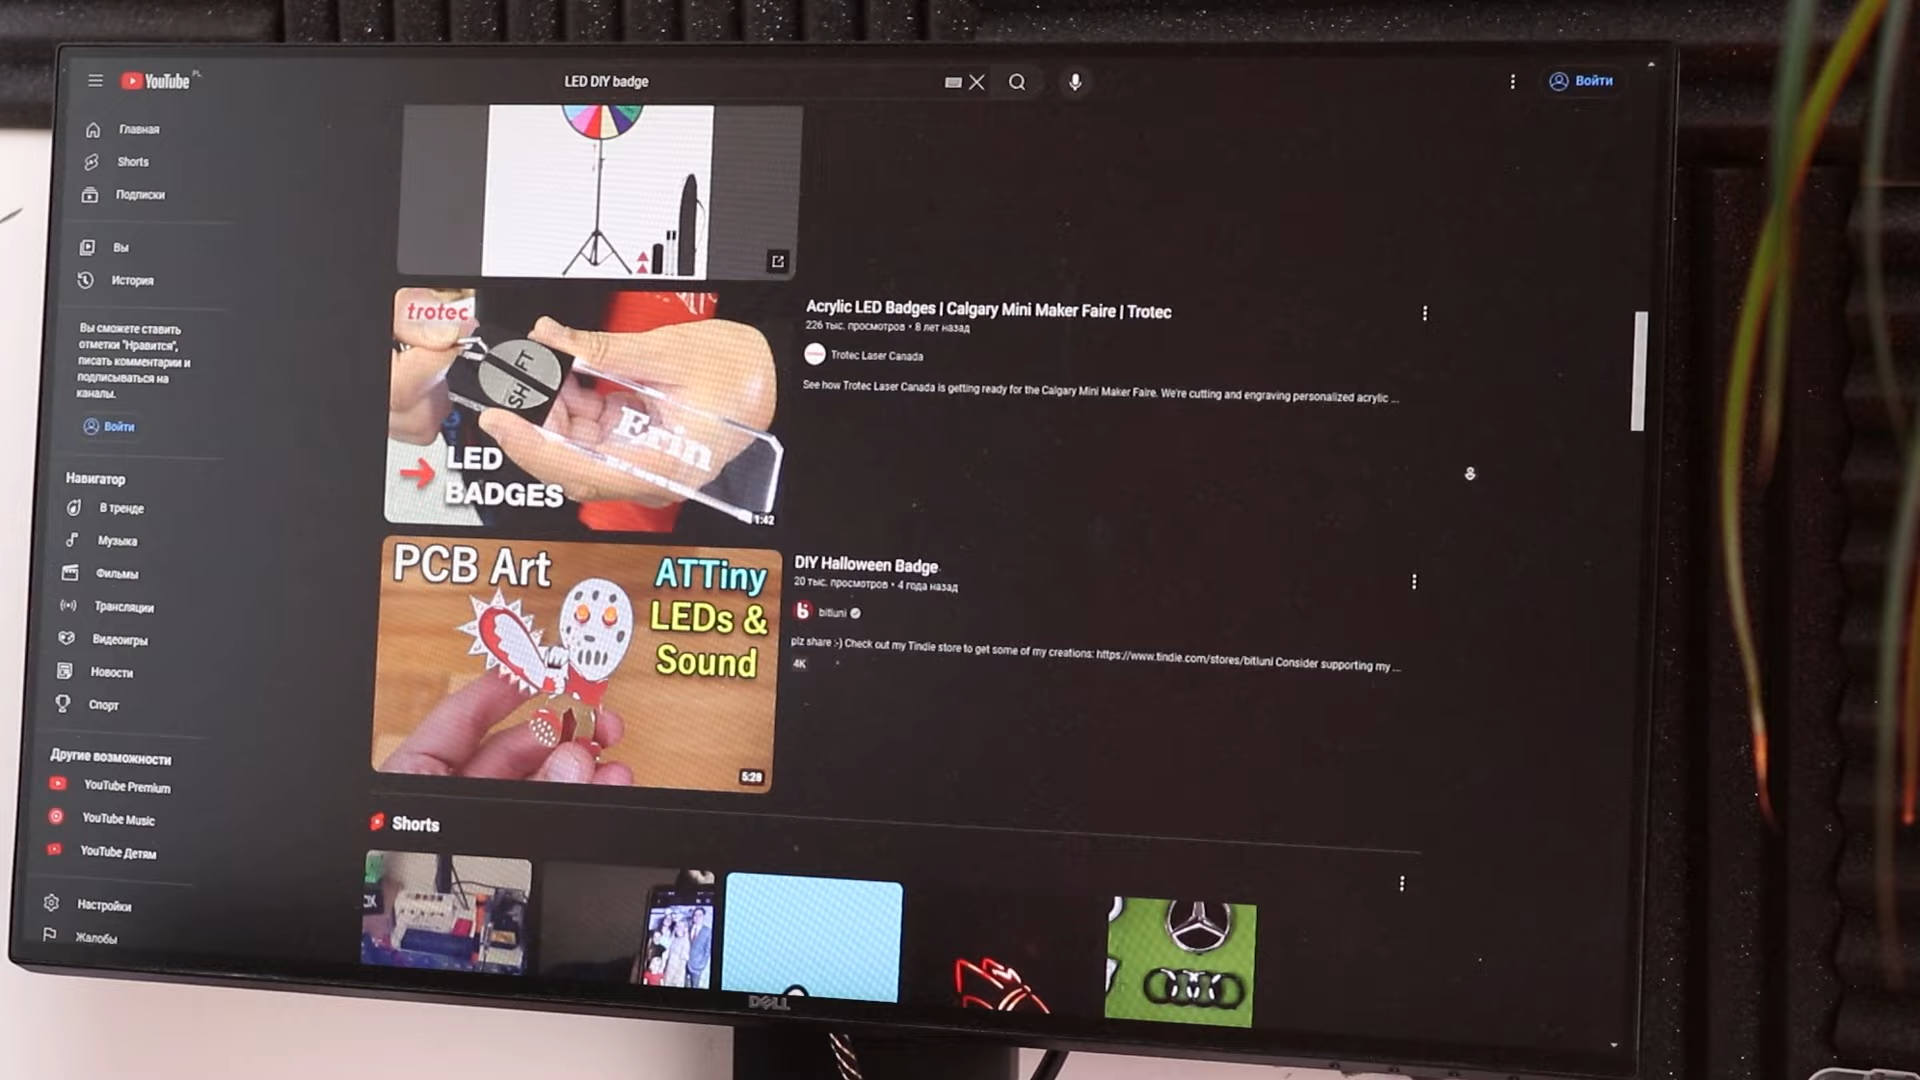 YouTube PL
LED DIY badge
Войти
Главная
Shorts
Подписки
Вы
История
Вы сможете ставить
отметки "Нравится",
писать комментарии и
подписываться на
каналы.
Войти
Навигатор
В тренде
Музыка
Фильмы
Трансляции
Видеоигры
Новости
Спорт
Другие возможности
YouTube Premium
YouTube Music
YouTube Детям
Настройки
Жалобы
trotec
SHIFT
Erin
LED
BADGES
1:42
Acrylic LED Badges | Calgary Mini Maker Faire | Trotec
226 тыс. просмотров • 8 лет назад
Trotec Laser Canada
See how Trotec Laser Canada is getting ready for the Calgary Mini Maker Faire. We're cutting and engraving personalized acrylic ...
PCB Art
ATTiny
LEDs &
Sound
5:28
DIY Halloween Badge
20 тыс. просмотров • 4 года назад
bitluni
plz share :-) Check out my Tindie store to get some of my creations: https://www.tindie.com/stores/bitluni Consider supporting my ...
4K
Shorts
DELL